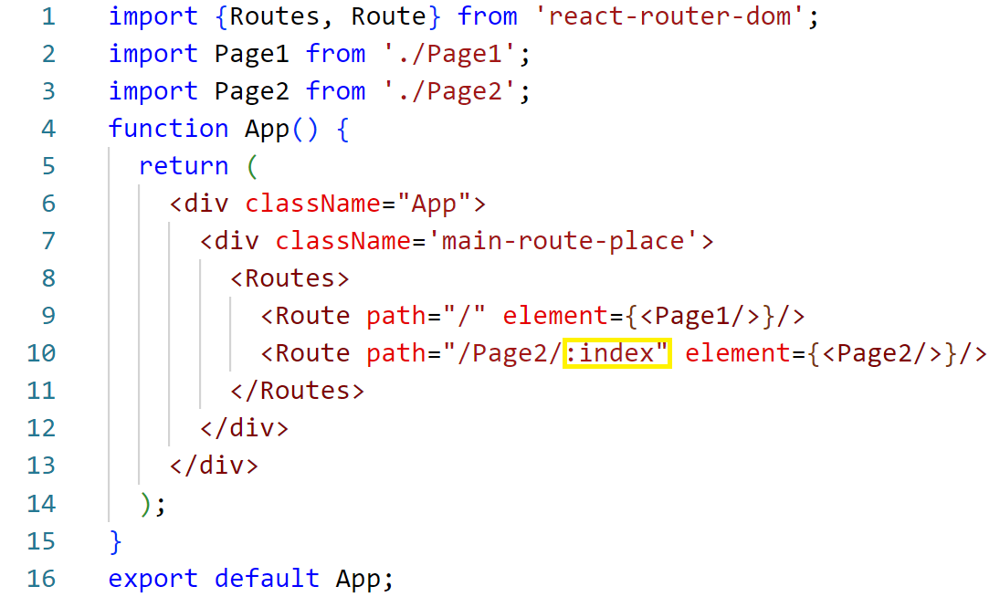 1 import {Routes, Route} from 'react-router-dom';
2 import Page1 from './Page1';
3 import Page2 from './Page2';
4 function App() {
5 return (
6 <div className="App">
7 <div className='main-route-place'>
8 <Routes>
9 <Route path="/" element={<Page1/>}/>
10 <Route path="/Page2/:index" element={<Page2/>}/>
11 </Routes>
12 </div>
13 </div>
14 );
15 }
16 export default App;